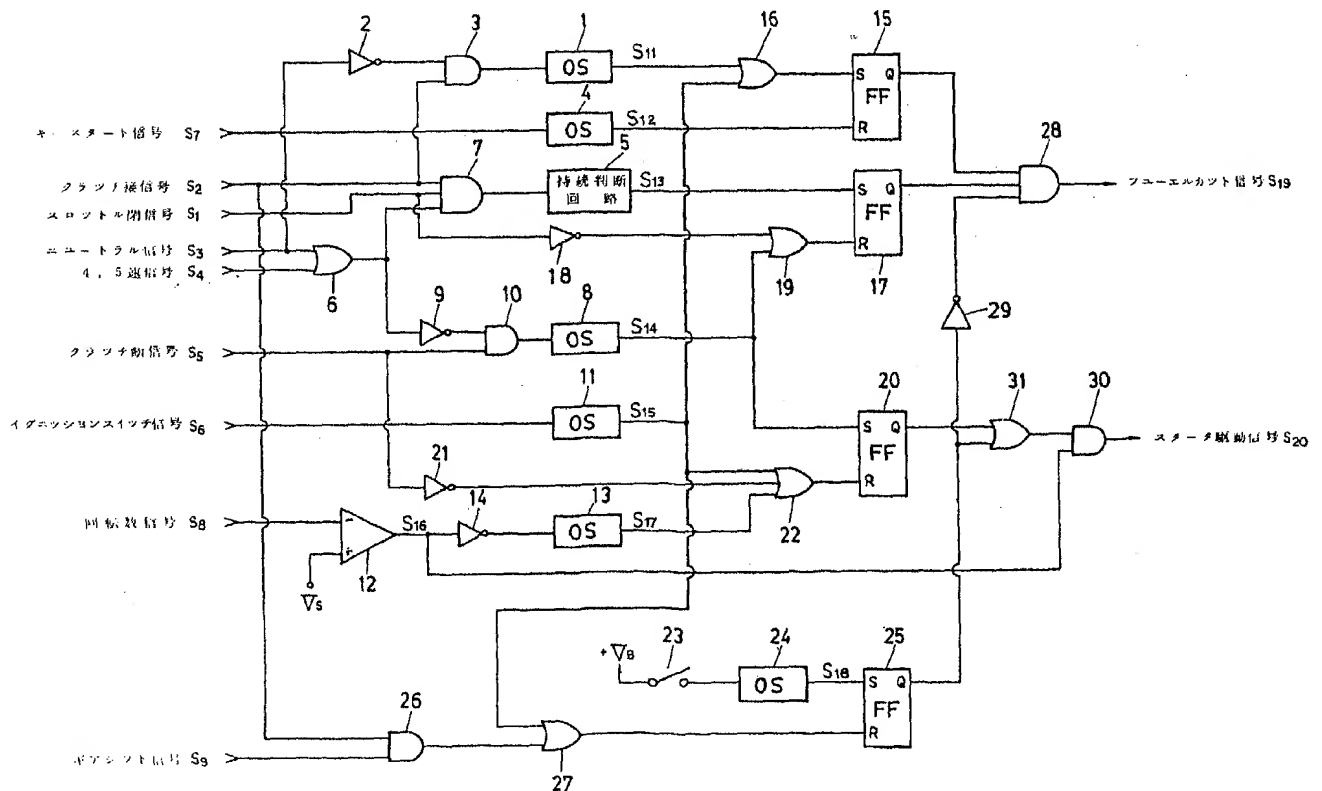 2
3
1
OS
S11
16
15
S Q
FF
R
キースタート信号 S7
4
OS
S12
28
クラツチ接信号 S2
7
5
持続判断
回路
S13
S Q
FF
R
フユーエルカツト信号 S19
スロツトル閉信号 S1
ニユートラル信号 S3
4,5速信号 S4
6
18
19
17
9
10
8
OS
S14
29
クラツチ断信号 S5
11
OS
S15
20
S Q
FF
R
31
30
イグニッションスイッチ信号 S6
スタータ駆動信号 S20
21
14
13
OS
S17
22
回転数信号 S8
S16
-
+
12
VS
+VB
23
24
OS
S18
25
S Q
FF
R
26
ギアシフト信号 S9
27